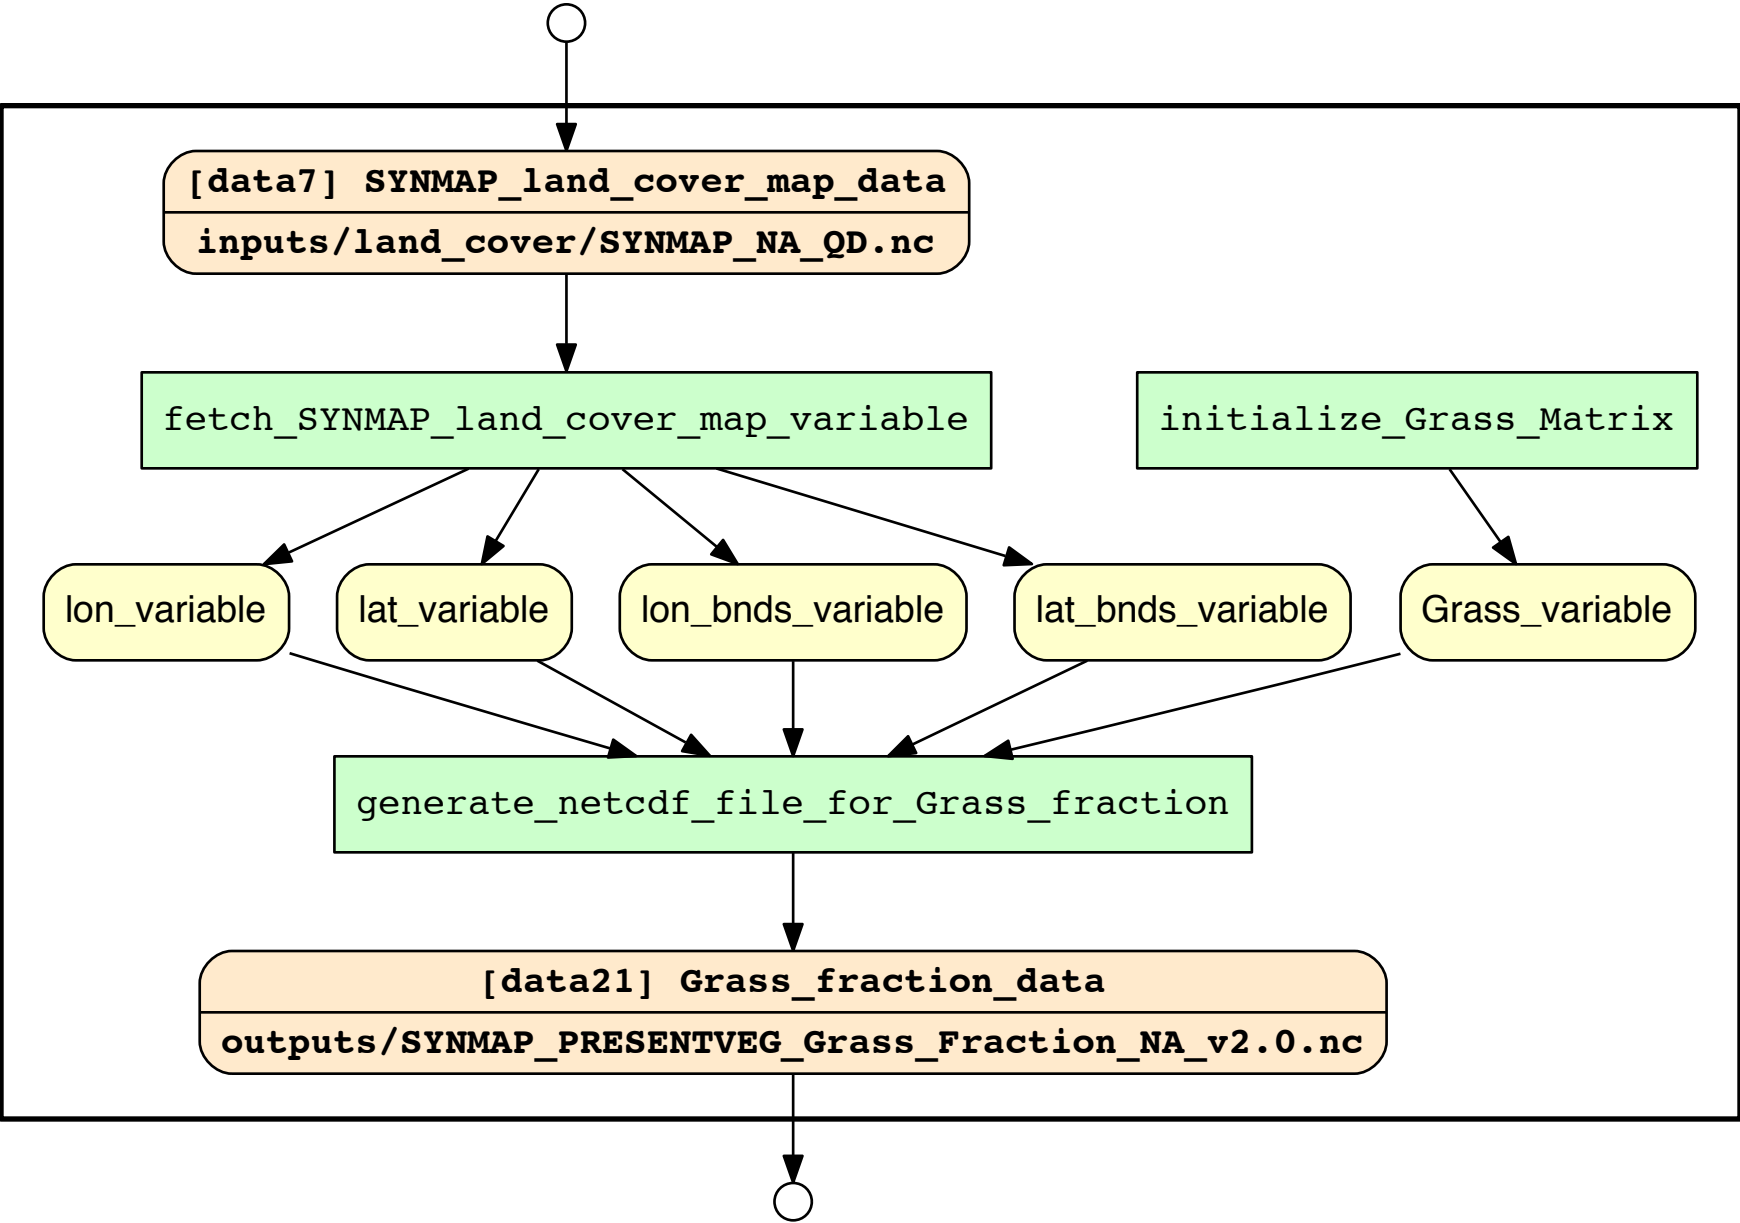 [data7] SYNMAP_land_cover_map_data
inputs/land_cover/SYNMAP_NA_QD.nc
fetch_SYNMAP_land_cover_map_variable
initialize_Grass_Matrix
lon_variable
lat_variable
lon_bnds_variable
lat_bnds_variable
Grass_variable
generate_netcdf_file_for_Grass_fraction
[data21] Grass_fraction_data
outputs/SYNMAP_PRESENTVEG_Grass_Fraction_NA_v2.0.nc